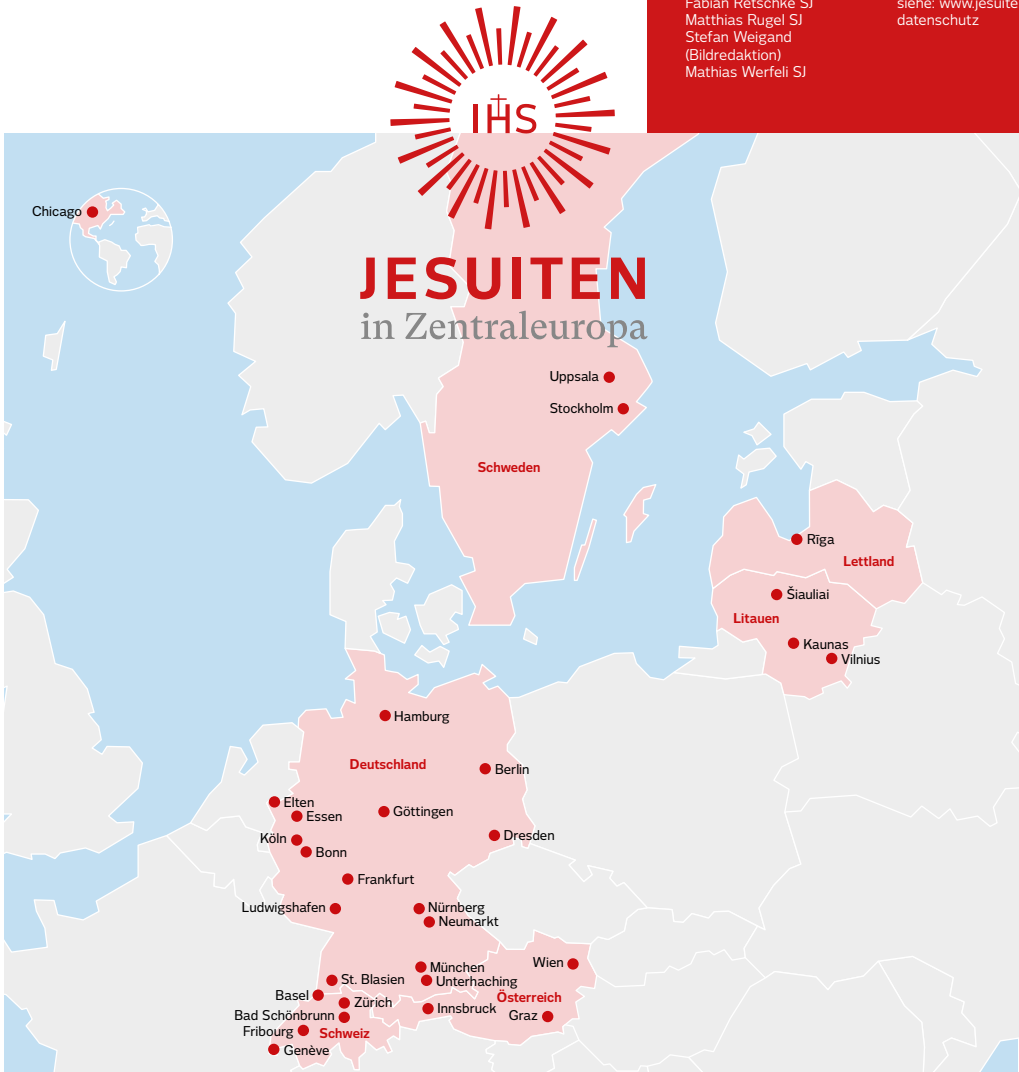 Fabian Retschke SJ
Matthias Rugel SJ
Stefan Weigand
(Bildredaktion)
Mathias Werfeli SJ
siehe: www.jesuite
datenschutz
IHS
Chicago
JESUITEN
in Zentraleuropa
Uppsala
Stockholm
Schweden
Rīga
Lettland
Šiauliai
Litauen
Kaunas
Vilnius
Hamburg
Deutschland
Berlin
Elten
Essen
Göttingen
Köln
Bonn
Dresden
Frankfurt
Ludwigshafen
Nürnberg
Neumarkt
Wien
München
St. Blasien
Unterhaching
Basel
Zürich
Österreich
Innsbruck
Bad Schönbrunn
Graz
Fribourg
Schweiz
Genève